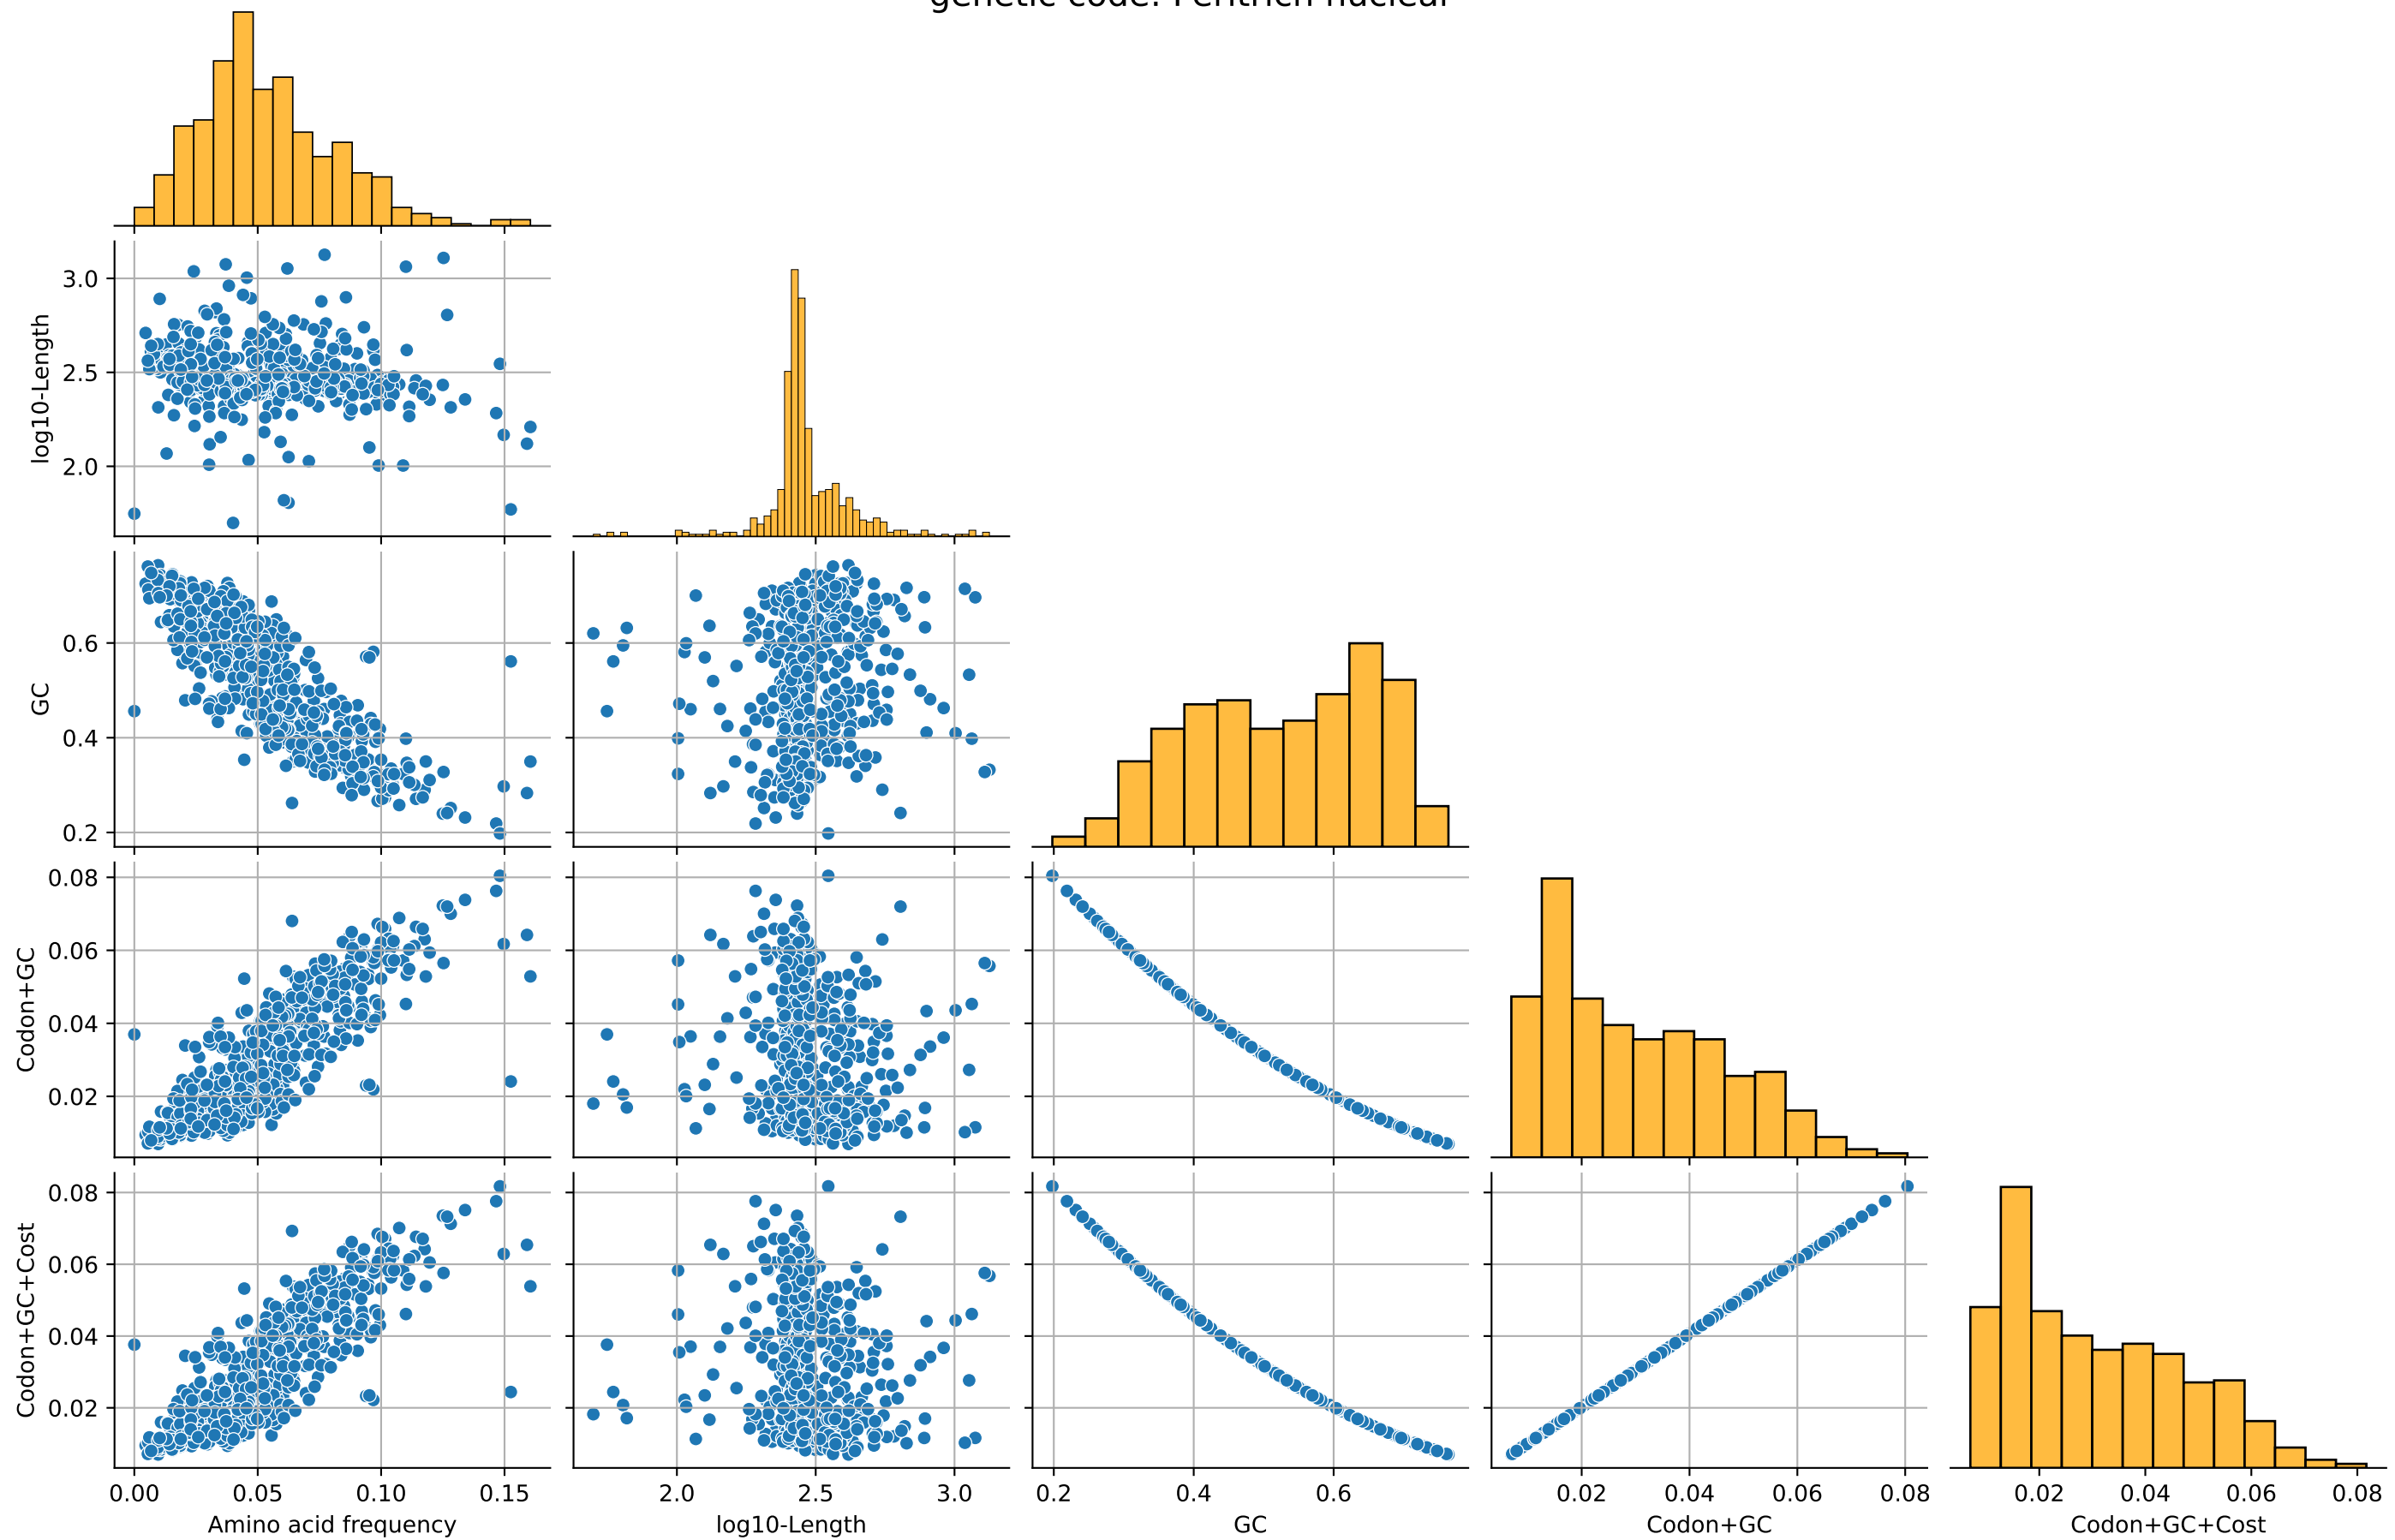 genetic code: Peritrich nuclear
log10-Length
3.0
2.5
2.0
GC
0.6
0.4
0.2
Codon+GC
0.08
0.06
0.04
0.02
Codon+GC+Cost
0.08
0.06
0.04
0.02
0.00 0.05 0.10 0.15 2.0 2.5 3.0 0.2 0.4 0.6 0.02 0.04 0.06 0.08 0.02 0.04 0.06 0.08
Amino acid frequency log10-Length GC Codon+GC Codon+GC+Cost